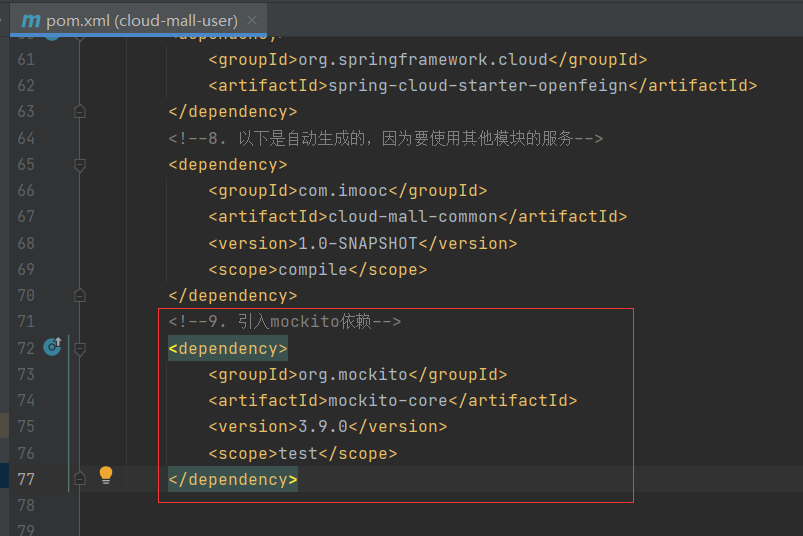 m pom.xml (cloud-mall-user) ×
61 <groupId>org.springframework.cloud</groupId>
62 <artifactId>spring-cloud-starter-openfeign</artifactId>
63 </dependency>
64 <!--8. 以下是自动生成的，因为要使用其他模块的服务-->
65 <dependency>
66 <groupId>com.imooc</groupId>
67 <artifactId>cloud-mall-common</artifactId>
68 <version>1.0-SNAPSHOT</version>
69 <scope>compile</scope>
70 </dependency>
71 <!--9. 引入mockito依赖-->
72 <dependency>
73 <groupId>org.mockito</groupId>
74 <artifactId>mockito-core</artifactId>
75 <version>3.9.0</version>
76 <scope>test</scope>
77 </dependency>
78
79